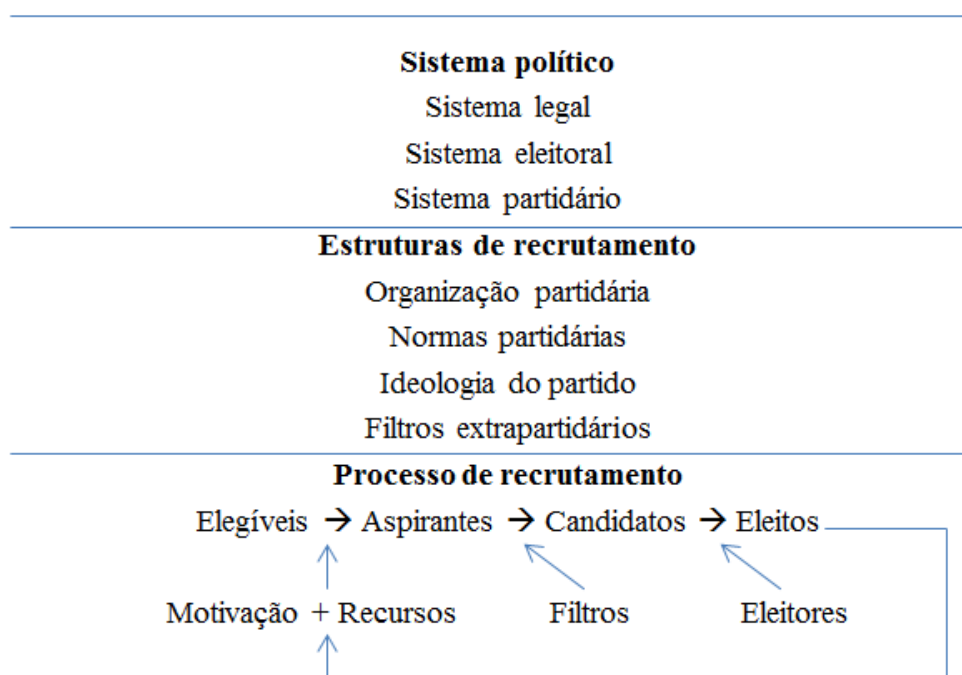 Sistema político
Sistema legal
Sistema eleitoral
Sistema partidário
Estruturas de recrutamento
Organização partidária
Normas partidárias
Ideologia do partido
Filtros extrapartidários
Processo de recrutamento
Elegíveis → Aspirantes → Candidatos → Eleitos
Motivação + Recursos Filtros Eleitores